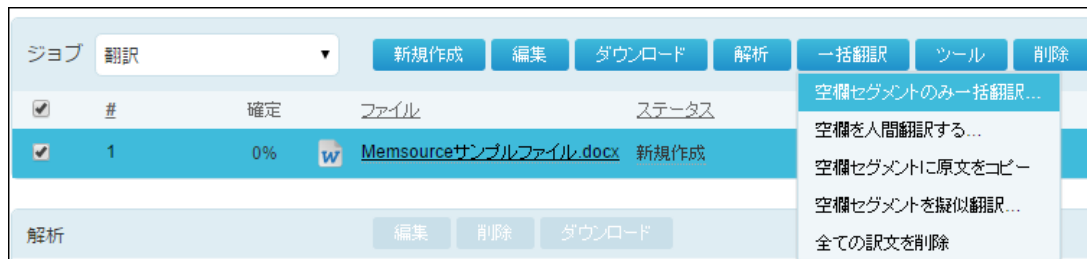 ジョブ 翻訳 新規作成 編集 ダウンロード 解析 一括翻訳 ツール 削除
# 確定 ファイル ステータス
1 0% Memsourceサンプルファイル.docx 新規作成
解析 編集 削除 ダウンロード
空欄セグメントのみ一括翻訳...
空欄を人間翻訳する...
空欄セグメントに原文をコピー
空欄セグメントを擬似翻訳...
全ての訳文を削除